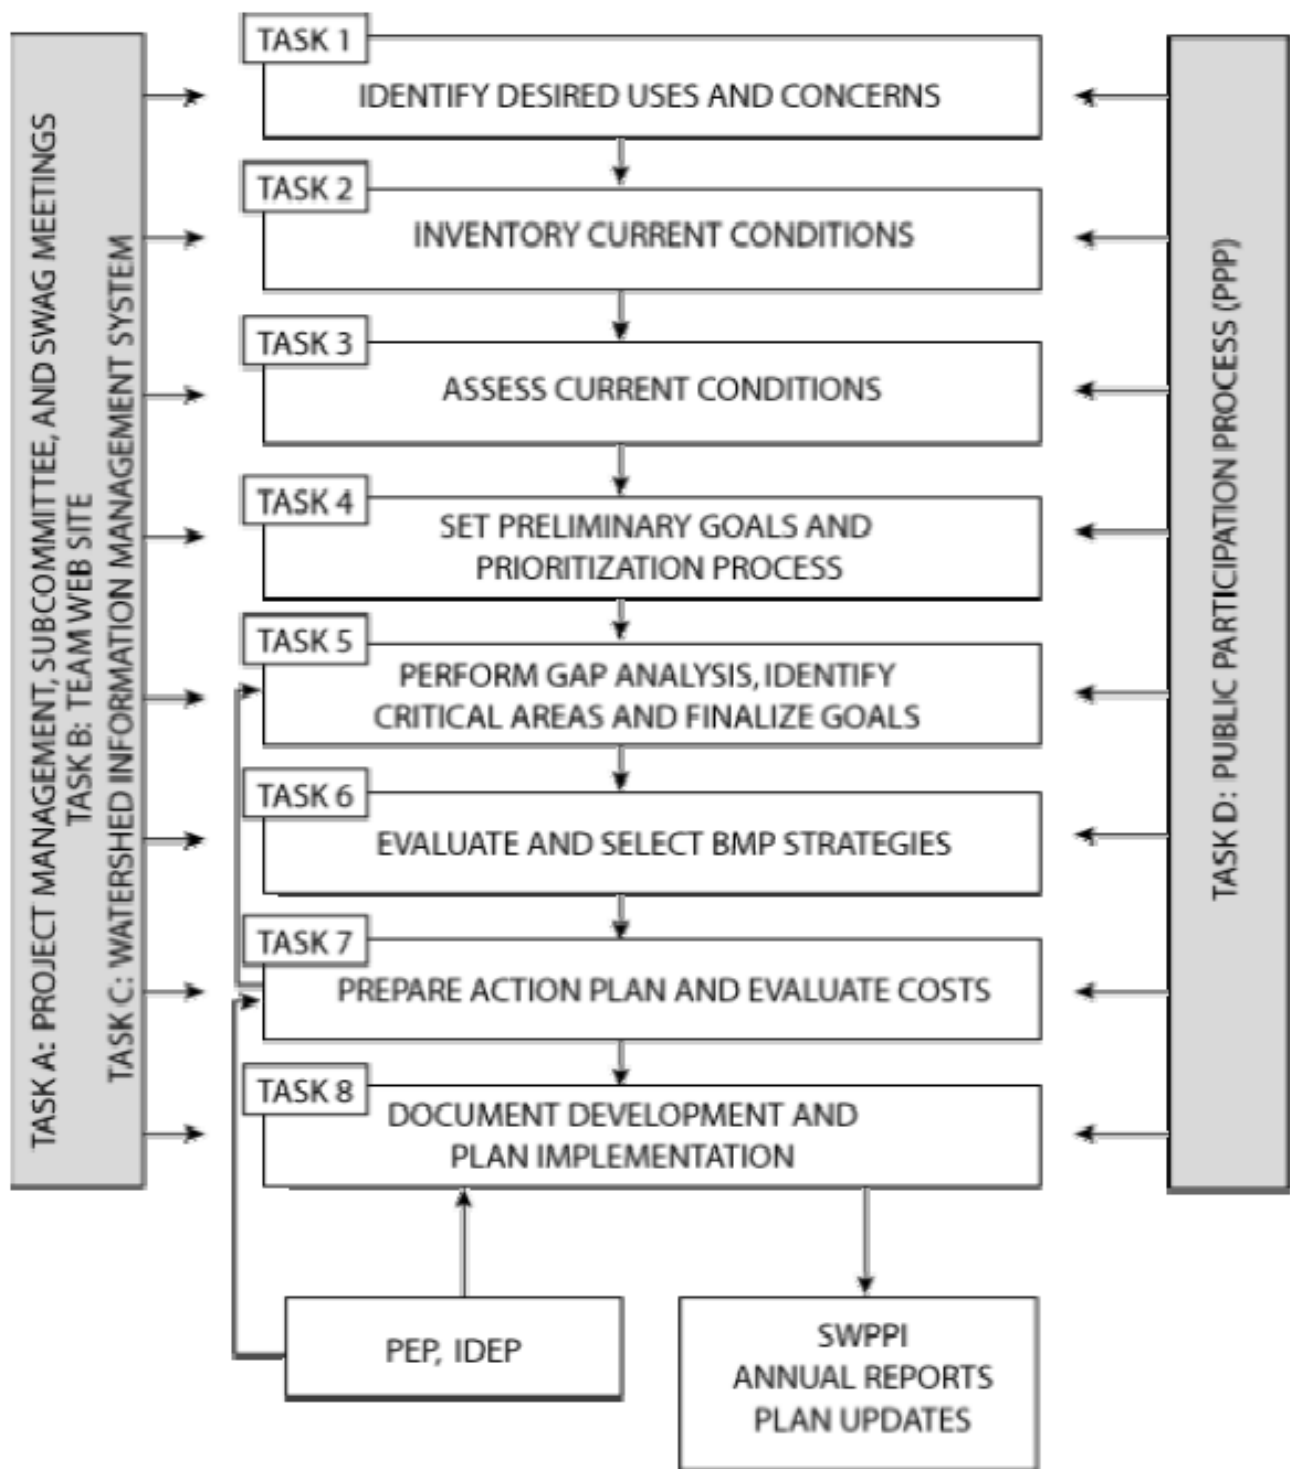 TASK A: PROJECT MANAGEMENT, SUBCOMMITTEE, AND SWAG MEETINGS
TASK B: TEAM WEB SITE
TASK C: WATERSHED INFORMATION MANAGEMENT SYSTEM
TASK 1
IDENTIFY DESIRED USES AND CONCERNS
TASK 2
INVENTORY CURRENT CONDITIONS
TASK 3
ASSESS CURRENT CONDITIONS
TASK 4
SET PRELIMINARY GOALS AND
PRIORITIZATION PROCESS
TASK 5
PERFORM GAP ANALYSIS, IDENTIFY
CRITICAL AREAS AND FINALIZE GOALS
TASK 6
EVALUATE AND SELECT BMP STRATEGIES
TASK 7
PREPARE ACTION PLAN AND EVALUATE COSTS
TASK 8
DOCUMENT DEVELOPMENT AND
PLAN IMPLEMENTATION
PEP, IDEP
SWPPI
ANNUAL REPORTS
PLAN UPDATES
TASK D: PUBLIC PARTICIPATION PROCESS (PPP)